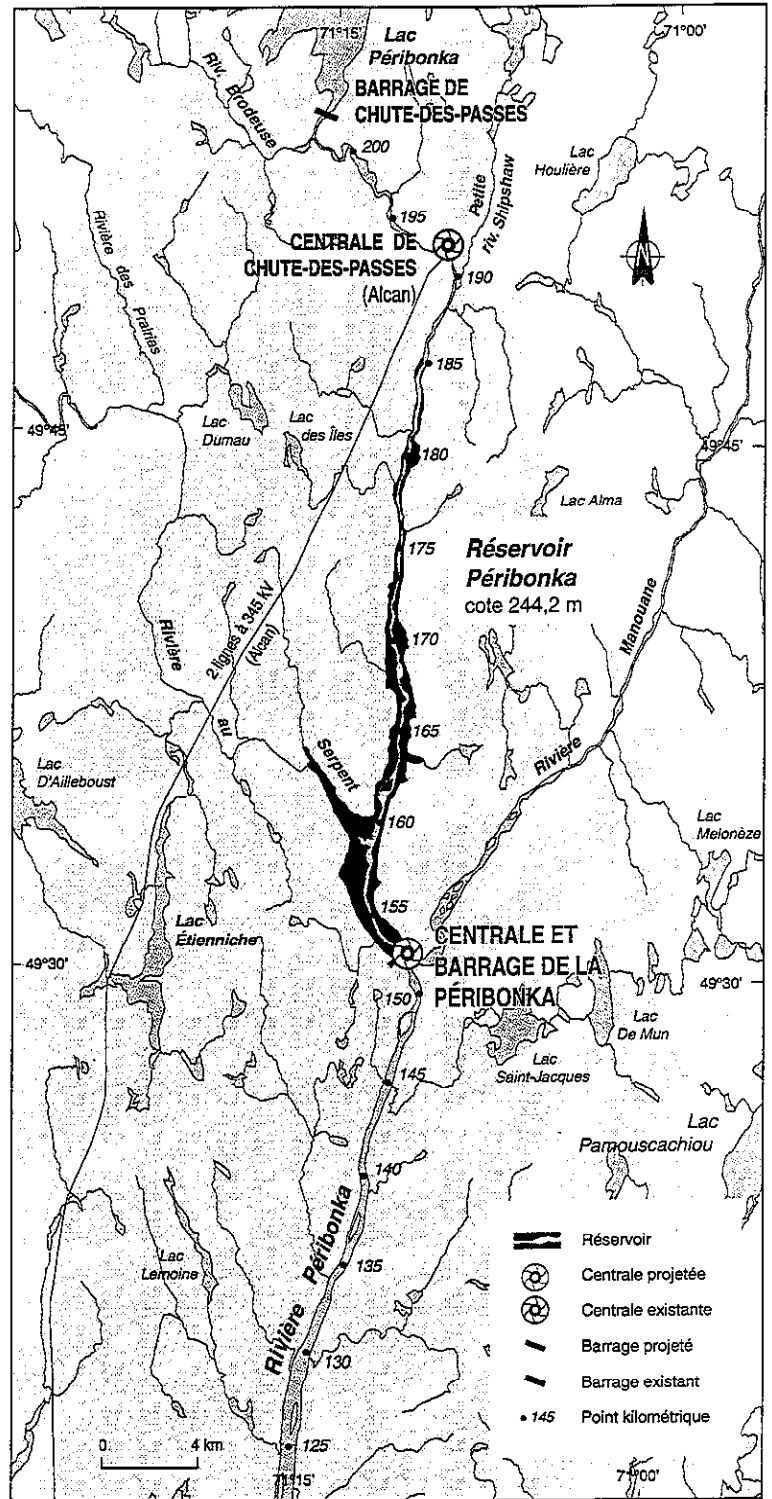 71°15'
71°00'
Lac
Péribonka
BARRAGE DE
CHUTE-DES-PASSES
Riv. Brodeuse
200
Lac
Houlière
Petite
riv. Shipshaw
195
Rivière des Prairies
CENTRALE DE
CHUTE-DES-PASSES
(Alcan)
190
185
Lac
Dumau
Lac
des Îles
49°45'
49°45'
180
Lac Alma
175
Réservoir
Péribonka
cote 244,2 m
Manouane
Rivière
170
2 lignes à 345 kV
(Alcan)
Rivière
au
Serpent
165
Lac
D'Ailleboust
160
Lac
Melonèze
155
Lac
Étienniche
CENTRALE ET
BARRAGE DE LA
PÉRIBONKA
49°30'
49°30'
150
Lac
De Mun
Lac
Saint-Jacques
145
Lac
Pamouscachiou
140
Rivière Péribonka
Lac
Lemoine
135
130
125
0 4 km
71°15'
71°00'
Réservoir
Centrale projetée
Centrale existante
Barrage projeté
Barrage existant
145 Point kilométrique